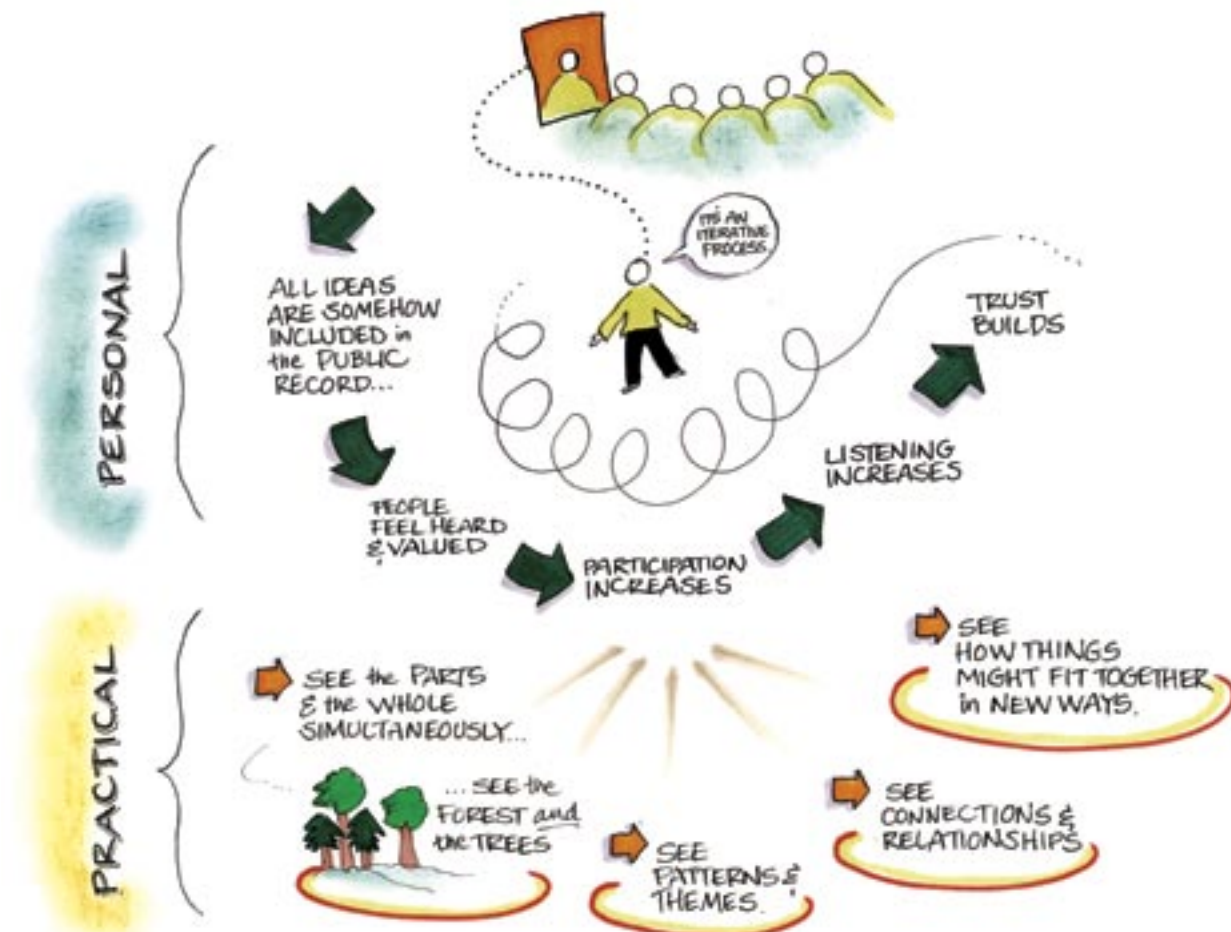 IT'S AN
ITERATIVE
PROCESS.
PERSONAL
ALL IDEAS
ARE SOMEHOW
INCLUDED in
the PUBLIC
RECORD...
PEOPLE
FEEL HEARD
& VALUED
PARTICIPATION
INCREASES
LISTENING
INCREASES
TRUST
BUILDS
PRACTICAL
SEE the PARTS
& the WHOLE
SIMULTANEOUSLY...
...SEE the
FOREST and
the TREES
SEE
PATTERNS &
THEMES.
SEE
CONNECTIONS &
RELATIONSHIPS
SEE
HOW THINGS
MIGHT FIT TOGETHER
in NEW WAYS.